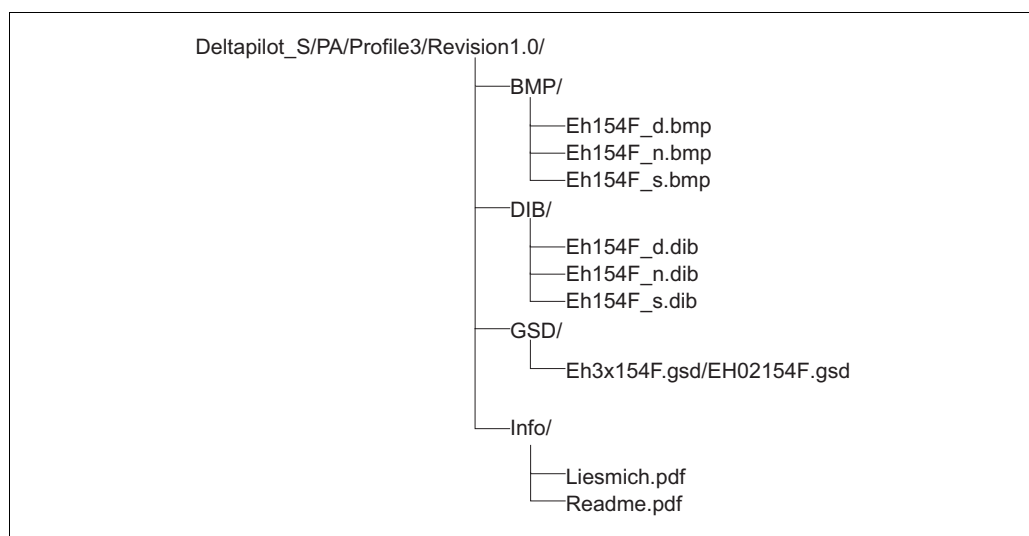 Deltapilot_S/PA/Profile3/Revision1.0/
BMP/
Eh154F_d.bmp
Eh154F_n.bmp
Eh154F_s.bmp
DIB/
Eh154F_d.dib
Eh154F_n.dib
Eh154F_s.dib
GSD/
Eh3x154F.gsd/EH02154F.gsd
Info/
Liesmich.pdf
Readme.pdf